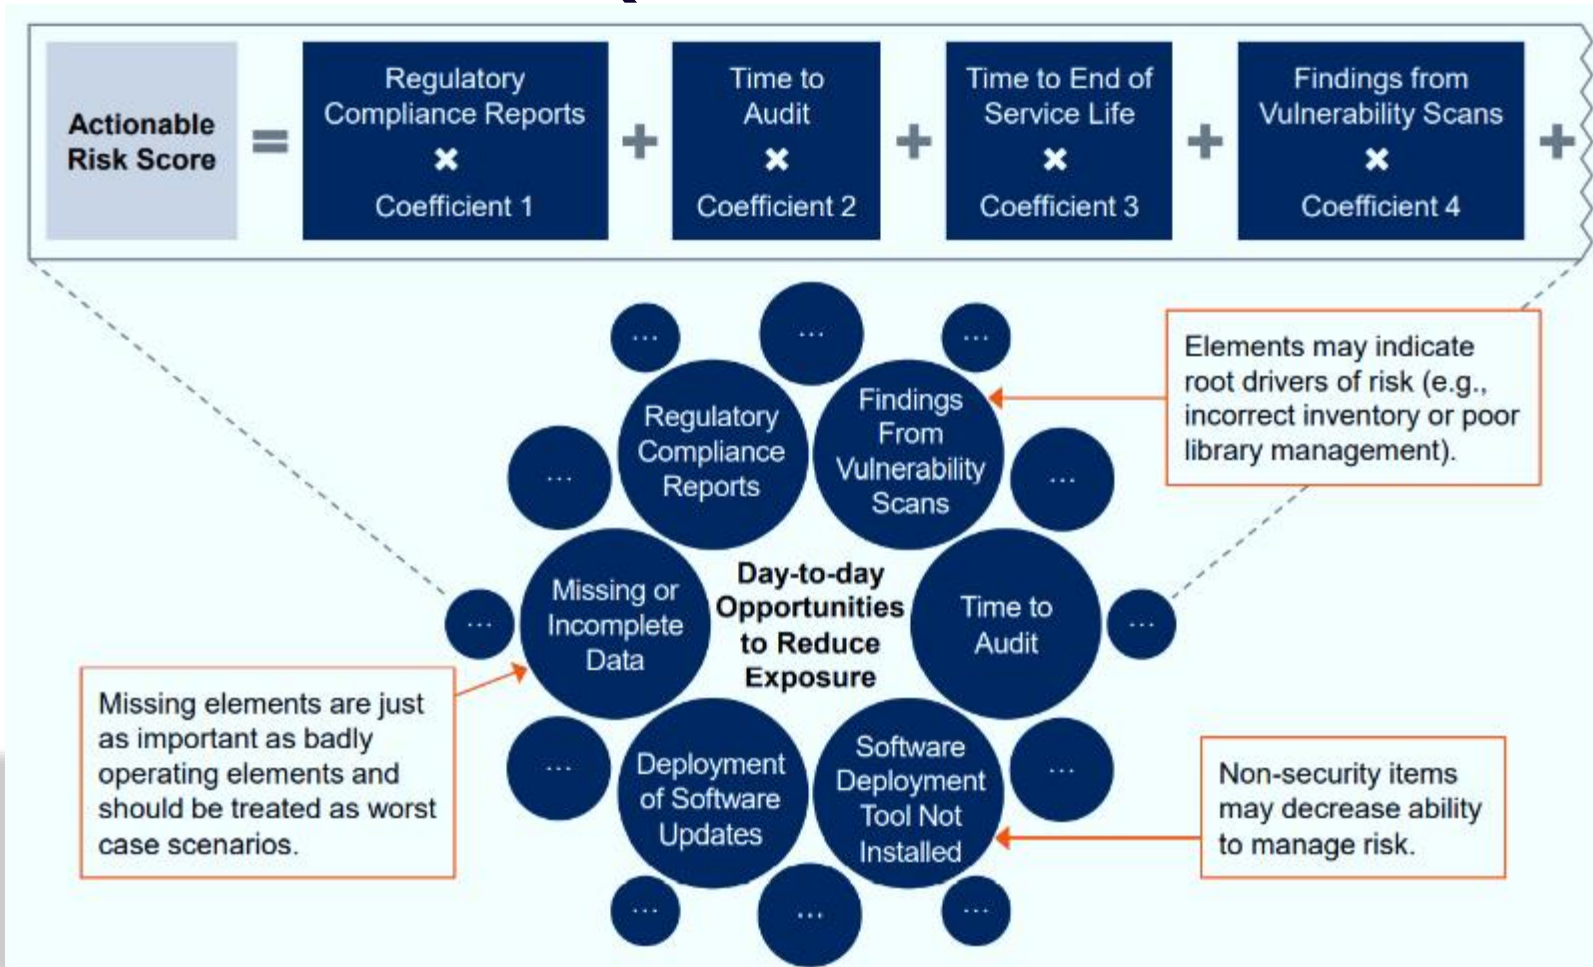 Actionable
Risk Score
=
Regulatory
Compliance Reports
×
Coefficient 1
+
Time to
Audit
×
Coefficient 2
+
Time to End of
Service Life
×
Coefficient 3
+
Findings from
Vulnerability Scans
×
Coefficient 4
+
...
...
...
Elements may indicate
root drivers of risk (e.g.,
incorrect inventory or poor
library management).
Regulatory
Compliance
Reports
Findings
From
Vulnerability
Scans
...
...
Missing or
Incomplete
Data
Day-to-day
Opportunities
to Reduce
Exposure
Time to
Audit
...
...
Missing elements are just
as important as badly
operating elements and
should be treated as worst
case scenarios.
...
Deployment
of Software
Updates
Software
Deployment
Tool Not
Installed
...
Non-security items
may decrease ability
to manage risk.
...
...
...